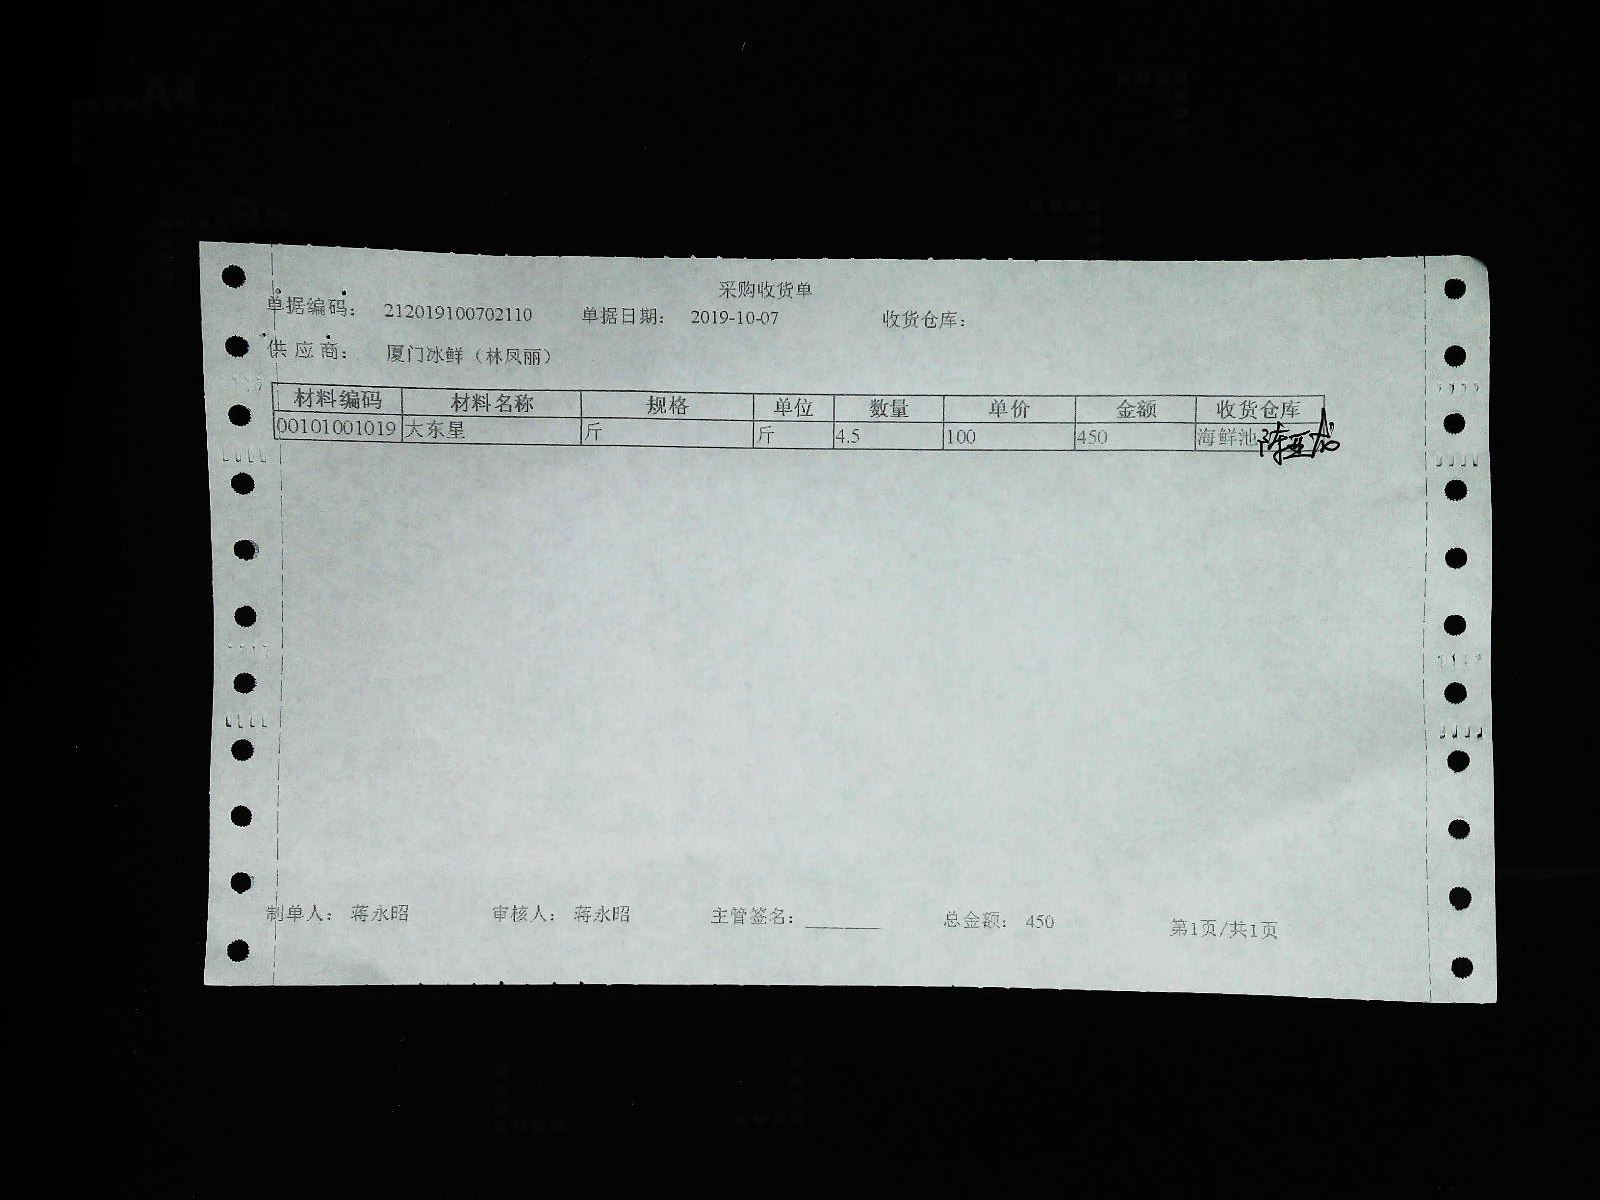 采购收货单
单据编码: 212019100702110 单据日期: 2019-10-07 收货仓库:
供应商: 厦门冰鲜（林凤丽）
材料编码 材料名称 规格 单位 数量 单价 金额 收货仓库
00101001019 大东星 斤 斤 4.5 100 450 海鲜池
制单人: 蒋永昭 审核人: 蒋永昭 主管签名: 总金额: 450 第1页/共1页